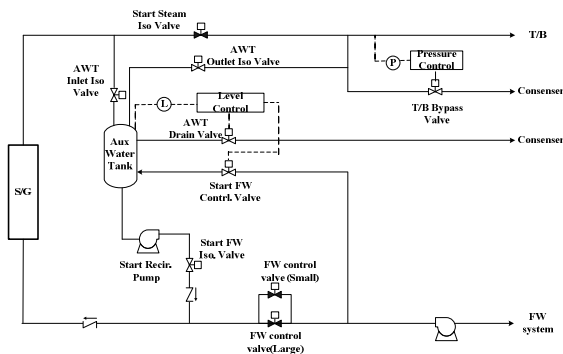 Start Steam
Iso Valve
T/B
AWT
Outlet Iso Valve
P
Pressure
Control
AWT
Inlet Iso
Valve
Consenser
T/B Bypass
Valve
L
Level
Control
AWT
Drain Valve
Consenser
Aux
Water
Tank
S/G
Start FW
Contrl. Valve
Start FW
Iso. Valve
Start Recir.
Pump
FW control
valve (Small)
FW control
valve(Large)
FW
system